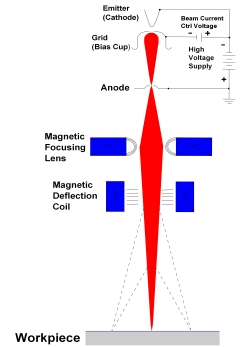 Emitter
(Cathode)
Beam Current
Ctrl Voltage
- +
Grid
(Bias Cup)
High
Voltage
Supply
-
+
Anode
Magnetic
Focusing
Lens
Magnetic
Deflection
Coil
Workpiece